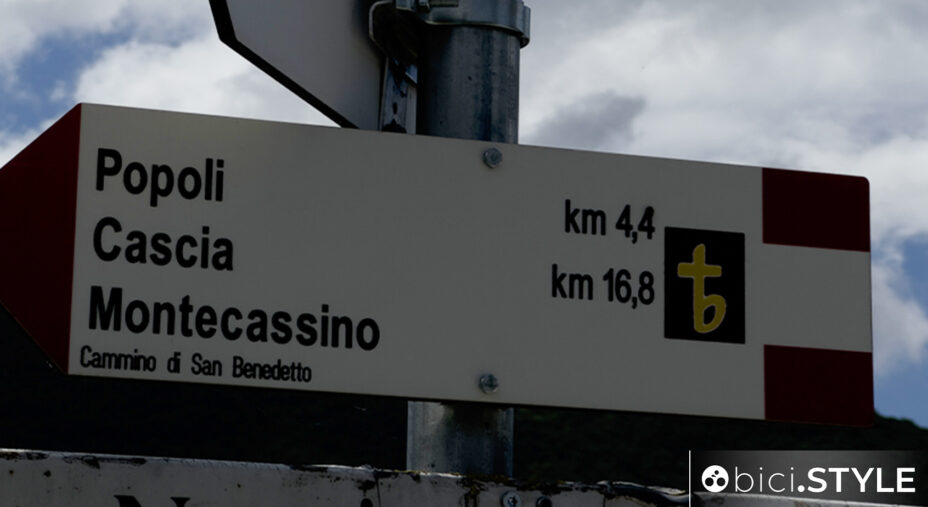 Popoli
km 4,4
Cascia
km 16,8
Montecassino
Cammino di San Benedetto
b
N
bici.STYLE